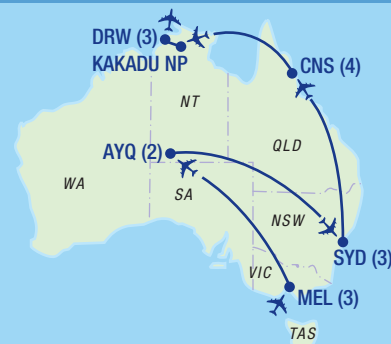 DRW (3)
KAKADU NP
CNS (4)
NT
AYQ (2)
QLD
WA
SA
NSW
SYD (3)
VIC
MEL (3)
TAS